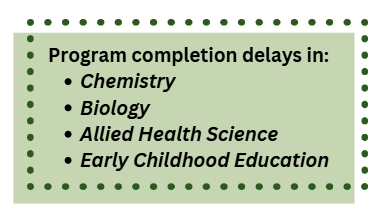 Program completion delays in:
• Chemistry
• Biology
• Allied Health Science
• Early Childhood Education